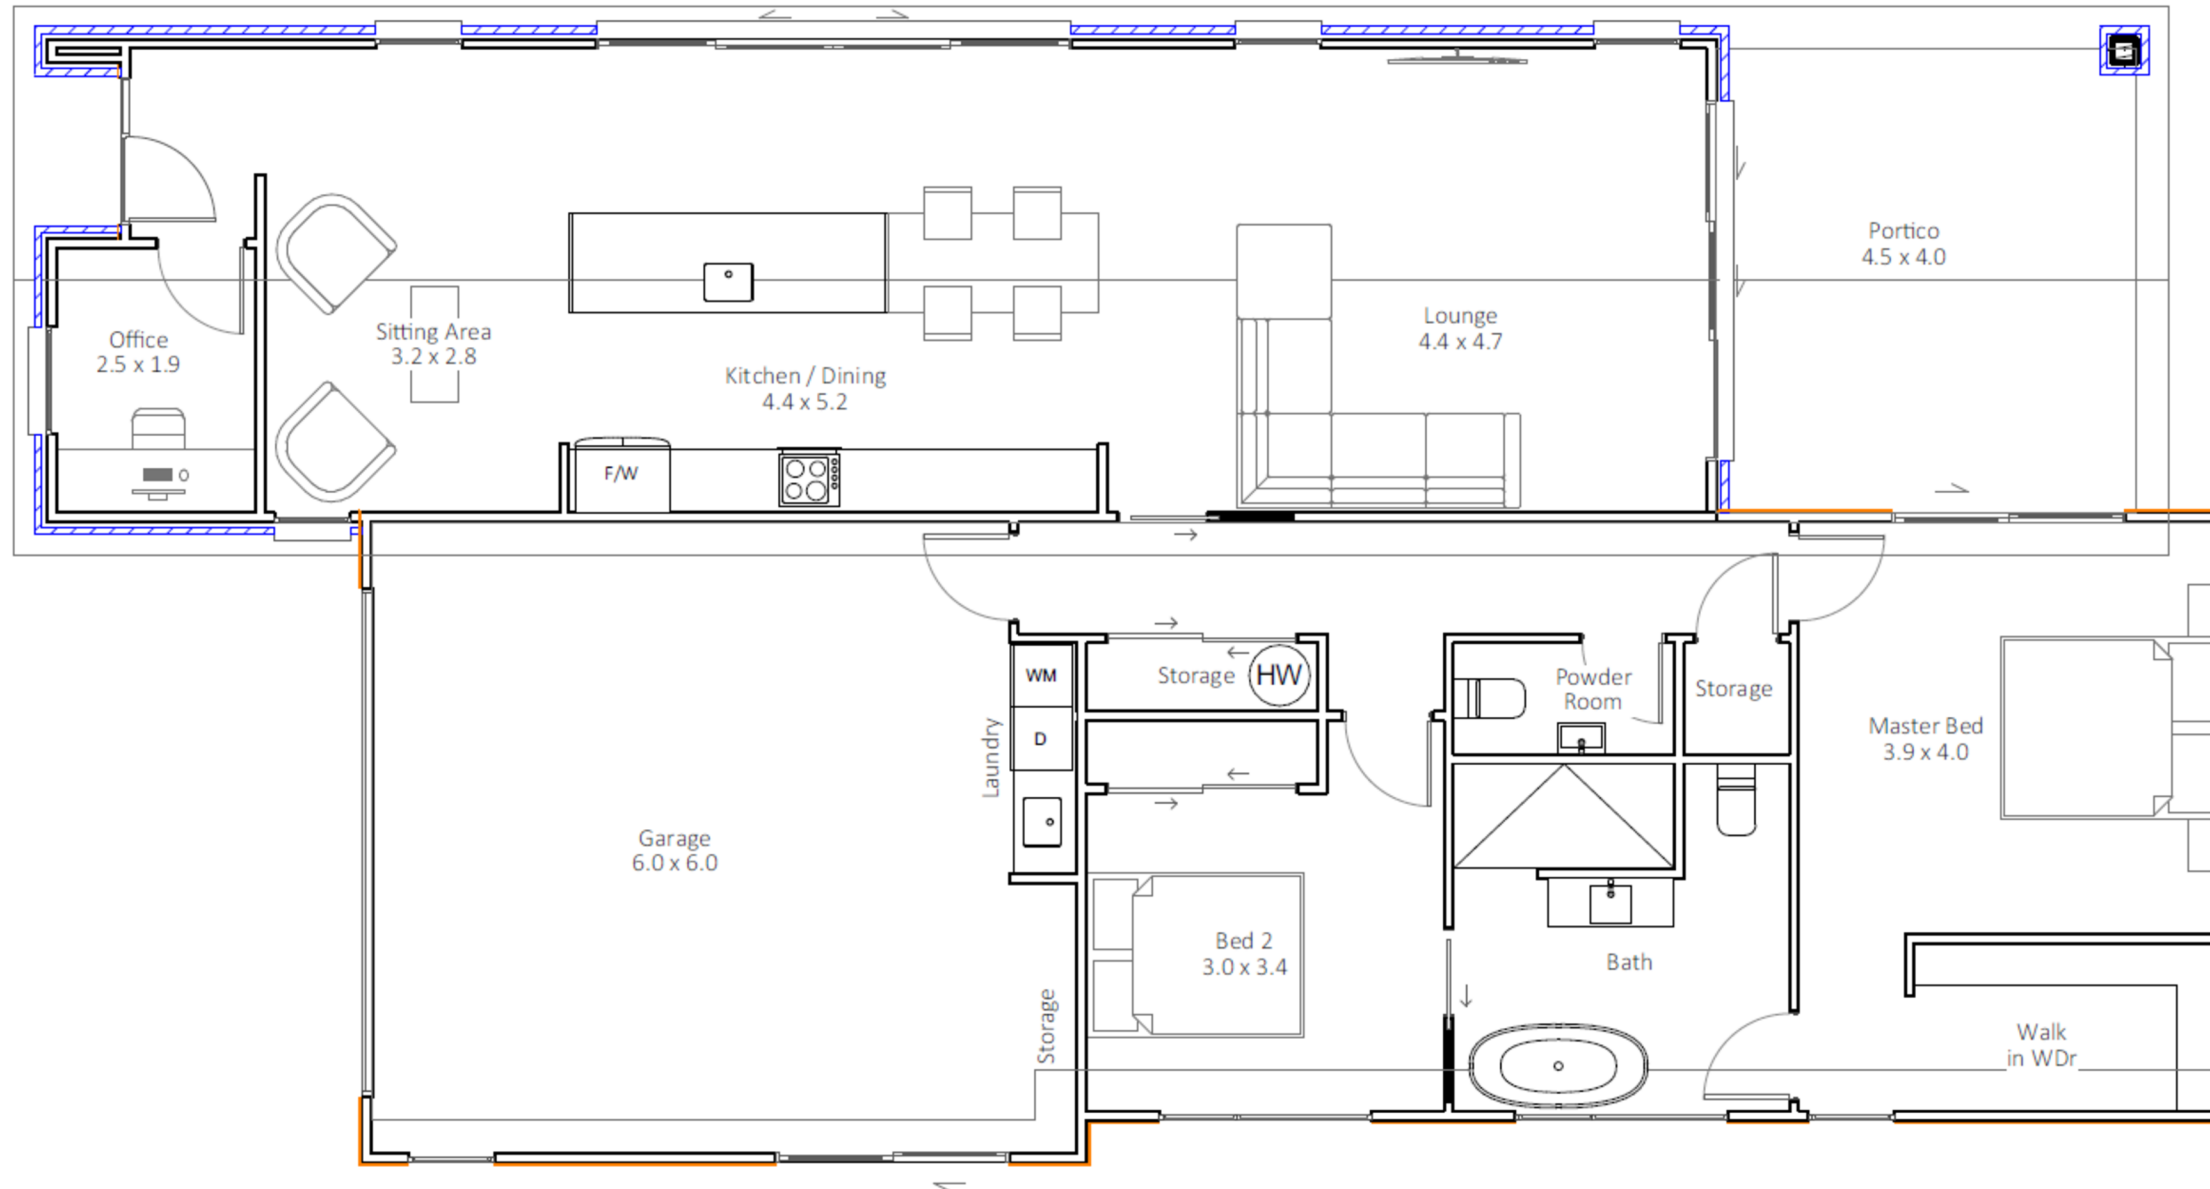 Portico
4.5 x 4.0
Office
2.5 x 1.9
Sitting Area
3.2 x 2.8
Kitchen / Dining
4.4 x 5.2
Lounge
4.4 x 4.7
F/W
WM
D
Laundry
Storage
HW
Powder
Room
Storage
Master Bed
3.9 x 4.0
Garage
6.0 x 6.0
Bed 2
3.0 x 3.4
Bath
Storage
Walk
in WDr